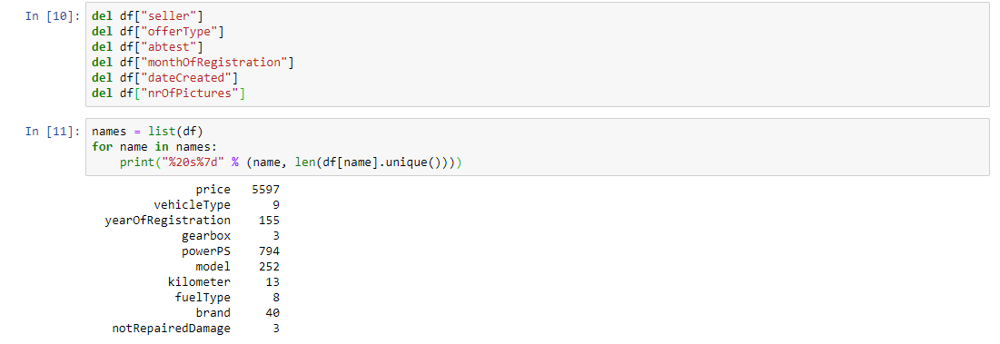 In [10]: del df["seller"]
del df["offerType"]
del df["abtest"]
del df["monthOfRegistration"]
del df["dateCreated"]
del df["nrOfPictures"]
In [11]: names = list(df)
for name in names:
    print("%20s%7d" % (name, len(df[name].unique())))
price   5597
vehicleType      9
yearOfRegistration    155
gearbox      3
powerPS    794
model    252
kilometer     13
fuelType      8
brand     40
notRepairedDamage      3